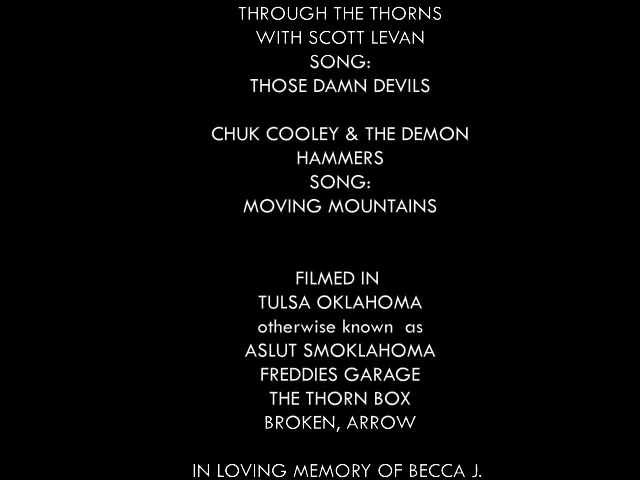 THROUGH THE THORNS
WITH SCOTT LEVAN
SONG:
THOSE DAMN DEVILS
CHUK COOLEY & THE DEMON
HAMMERS
SONG:
MOVING MOUNTAINS
FILMED IN
TULSA OKLAHOMA
otherwise known as
ASLUT SMOKLAHOMA
FREDDIES GARAGE
THE THORN BOX
BROKEN, ARROW
IN LOVING MEMORY OF BECCA J.